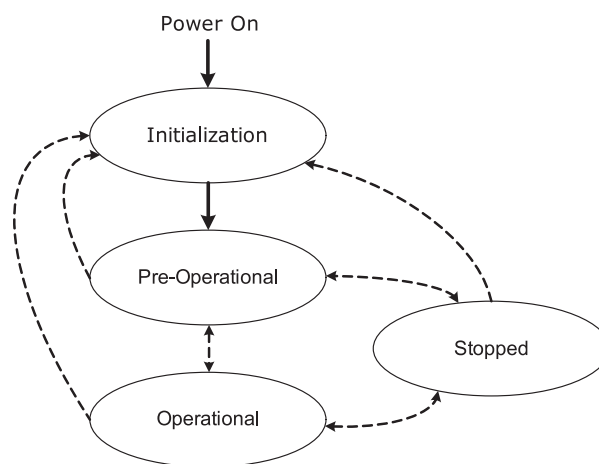 Power On
Initialization
Pre-Operational
Stopped
Operational